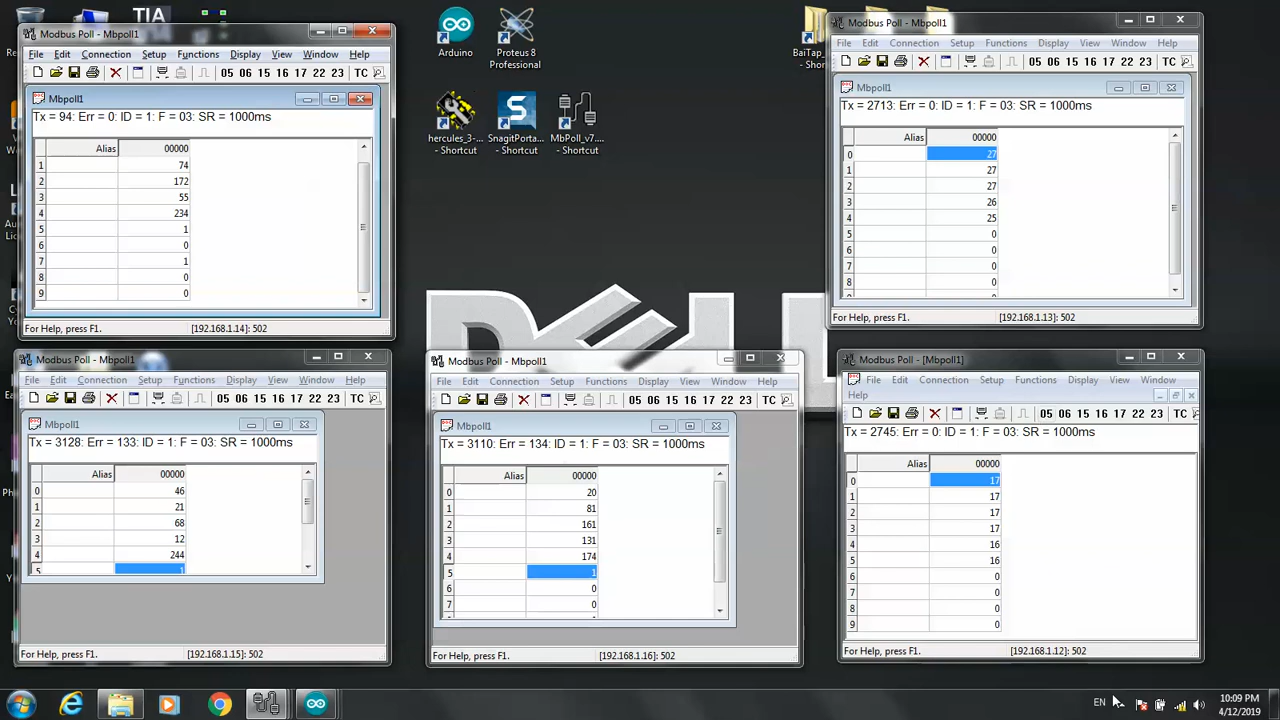 TIA
Modbus Poll - Mbpoll1
File Edit Connection Setup Functions Display View Window Help
05 06 15 16 17 22 23 TC
Mbpoll1
Tx = 94: Err = 0: ID = 1: F = 03: SR = 1000ms
Alias 00000
1 74
2 172
3 55
4 234
5 1
6 0
7 1
8 0
9 0
For Help, press F1. [192.168.1.14]: 502
Arduino
Proteus 8 Professional
hercules_3-... - Shortcut
SnagitPorta... - Shortcut
MbPoll_v7.... - Shortcut
Modbus Poll - Mbpoll1
File Edit Connection Setup Functions Display View Window Help
05 06 15 16 17 22 23 TC
Mbpoll1
Tx = 2713: Err = 0: ID = 1: F = 03: SR = 1000ms
Alias 00000
0 27
1 27
2 27
3 26
4 25
5 0
6 0
7 0
8 0
For Help, press F1. [192.168.1.13]: 502
Modbus Poll - Mbpoll1
File Edit Connection Setup Functions Display View Window Help
05 06 15 16 17 22 23 TC
Mbpoll1
Tx = 3128: Err = 133: ID = 1: F = 03: SR = 1000ms
Alias 00000
0 46
1 21
2 68
3 12
4 244
5 1
For Help, press F1. [192.168.1.15]: 502
Modbus Poll - Mbpoll1
File Edit Connection Setup Functions Display View Window Help
05 06 15 16 17 22 23 TC
Mbpoll1
Tx = 3110: Err = 134: ID = 1: F = 03: SR = 1000ms
Alias 00000
0 20
1 81
2 161
3 131
4 174
5 1
6 0
7 0
For Help, press F1. [192.168.1.16]: 502
Modbus Poll - [Mbpoll1]
File Edit Connection Setup Functions Display View Window
Help
05 06 15 16 17 22 23 TC
Tx = 2745: Err = 0: ID = 1: F = 03: SR = 1000ms
Alias 00000
0 17
1 17
2 17
3 17
4 16
5 16
6 0
7 0
8 0
9 0
For Help, press F1. [192.168.1.12]: 502
EN
10:09 PM
4/12/2019